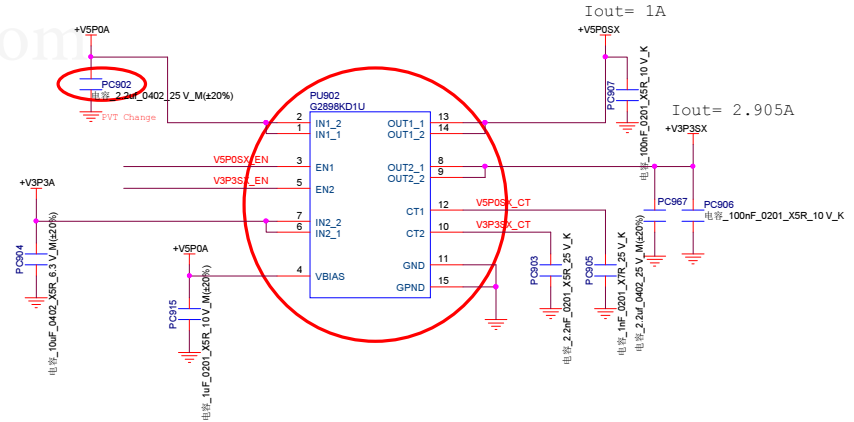 om
Iout= 1A
+V5P0A
+V5P0SX
PC902
电容_2.2uf_0402_25 V_M(±20%)
PVT Change
PU902
G2898KD1U
PC907
电容_100nF_0201_X5R_10 V_K
Iout= 2.905A
2 IN1_2 OUT1_1 13
1 IN1_1 OUT1_2 14
V5P0SX_EN 3 EN1 OUT2_1 8
V3P3SX_EN 5 EN2 OUT2_2 9
+V3P3SX
+V3P3A
PC967
PC906
电容_100nF_0201_X5R_10 V_K
7 IN2_2 CT1 12 V5P0SX_CT
6 IN2_1 CT2 10 V3P3SX_CT
PC904
电容_10uF_0402_X5R_6.3 V_M(±20%)
+V5P0A
4 VBIAS GND 11
GPND 15
PC915
电容_1uF_0201_X5R_10 V_M(±20%)
PC903
电容_2.2nF_0201_X5R_25 V_K
PC905
电容_1nF_0201_X7R_25 V_K
电容_2.2uf_0402_25 V_M(±20%)